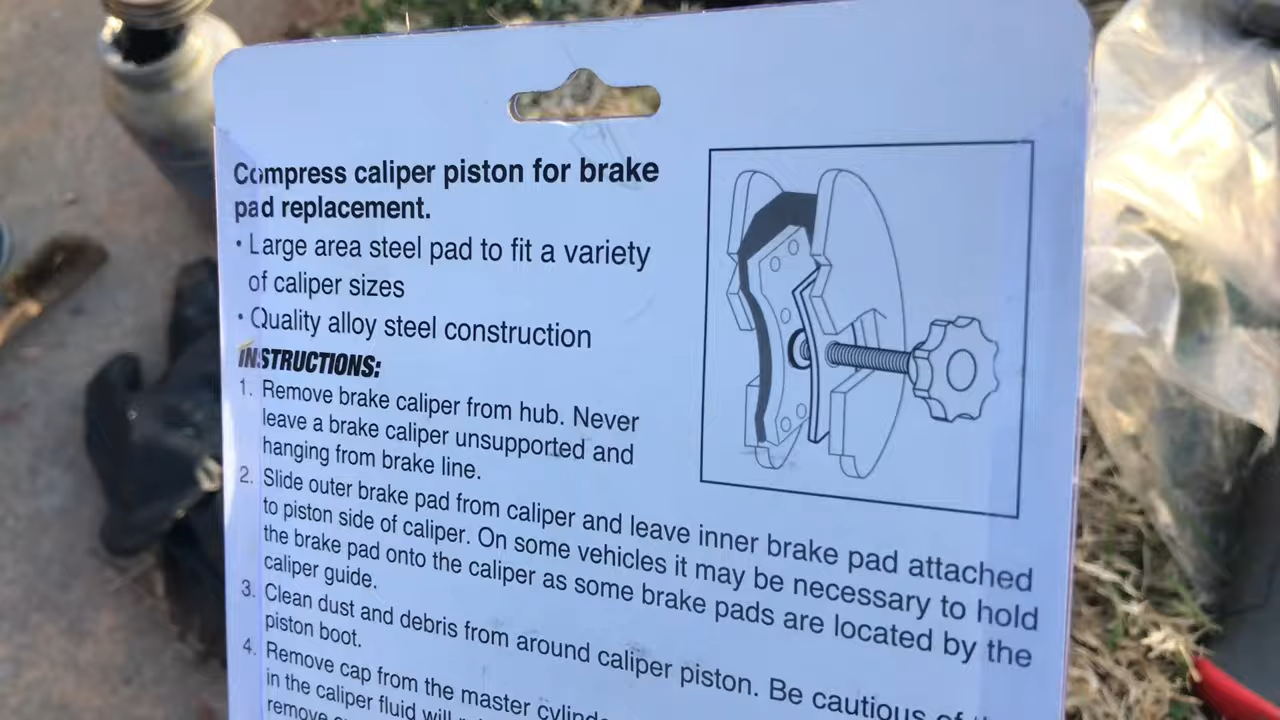 Compress caliper piston for brake
pad replacement.
• Large area steel pad to fit a variety
of caliper sizes
• Quality alloy steel construction
INSTRUCTIONS:
1. Remove brake caliper from hub. Never
leave a brake caliper unsupported and
hanging from brake line.
2. Slide outer brake pad from caliper and leave inner brake pad attached
to piston side of caliper. On some vehicles it may be necessary to hold
the brake pad onto the caliper as some brake pads are located by the
caliper guide.
3. Clean dust and debris from around caliper piston. Be cautious of
piston boot.
4. Remove cap from the master
in the caliper fluid will
remove